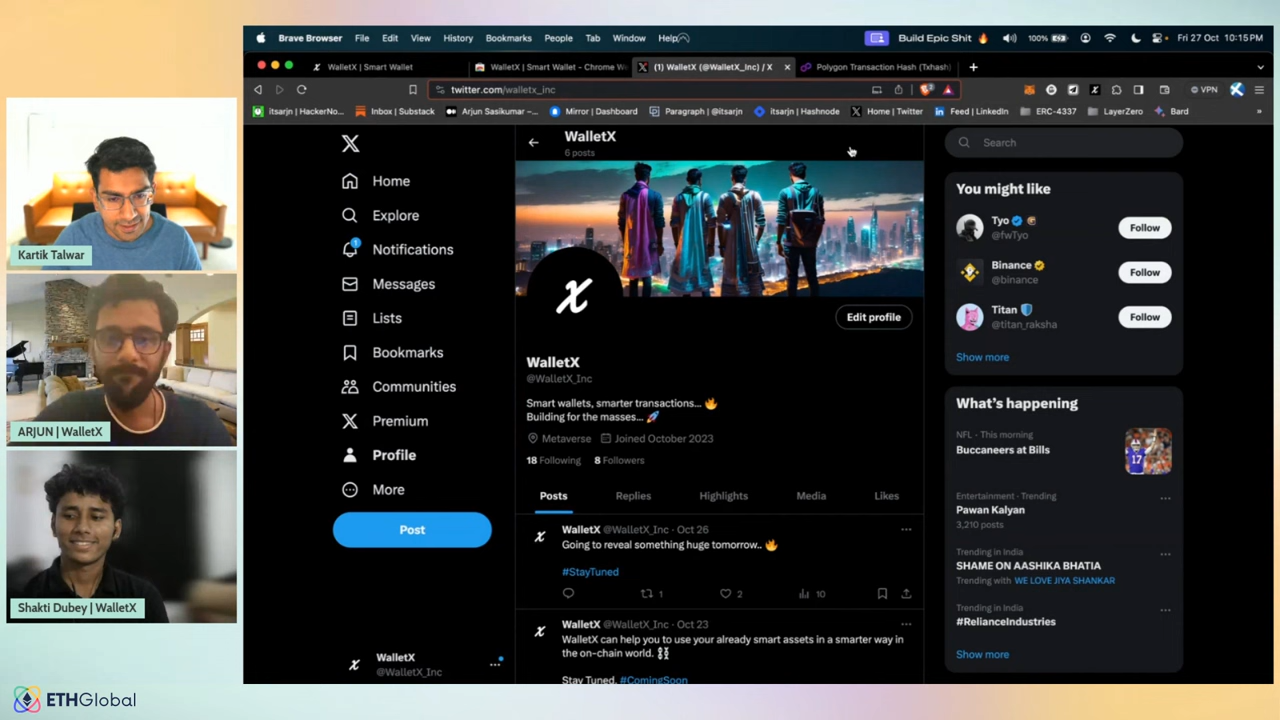 Brave Browser File Edit View History Bookmarks People Tab Window Help
Build Epic Shit 🔥 100% Fri 27 Oct 10:15PM
WalletX | Smart Wallet
WalletX | Smart Wallet - Chrome We
(1) WalletX (@WalletX_Inc) / X
Polygon Transaction Hash (Txhash)
twitter.com/walletx_inc
VPN
itsarjn | HackerNo...
Inbox | Substack
Arjun Sasikumar –...
Mirror | Dashboard
Paragraph | @itsarjn
itsarjn | Hashnode
Home | Twitter
Feed | LinkedIn
ERC-4337
LayerZero
Bard
»
Kartik Talwar
ARJUN | WalletX
Shakti Dubey | WalletX
ETHGlobal
Home
Explore
1
Notifications
Messages
Lists
Bookmarks
Communities
Premium
Profile
More
Post
WalletX
@WalletX_Inc
WalletX
6 posts
Edit profile
WalletX
@WalletX_Inc
Smart wallets, smarter transactions... 🔥
Building for the masses... 🚀
Metaverse Joined October 2023
18 Following 8 Followers
Posts Replies Highlights Media Likes
WalletX @WalletX_Inc · Oct 26
Going to reveal something huge tomorrow.. 🔥
#StayTuned
1 2 10
WalletX @WalletX_Inc · Oct 23
WalletX can help you to use your already smart assets in a smarter way in
the on-chain world. ⛓
Stay Tuned. #ComingSoon
Search
You might like
Tyo
@fwTyo
Follow
Binance
@binance
Follow
Titan 🛡️
@titan_raksha
Follow
Show more
What's happening
NFL · This morning
Buccaneers at Bills
17
Entertainment · Trending
Pawan Kalyan
3,210 posts
Trending in India
SHAME ON AASHIKA BHATIA
Trending with WE LOVE JIYA SHANKAR
Trending in India
#RelianceIndustries
Show more